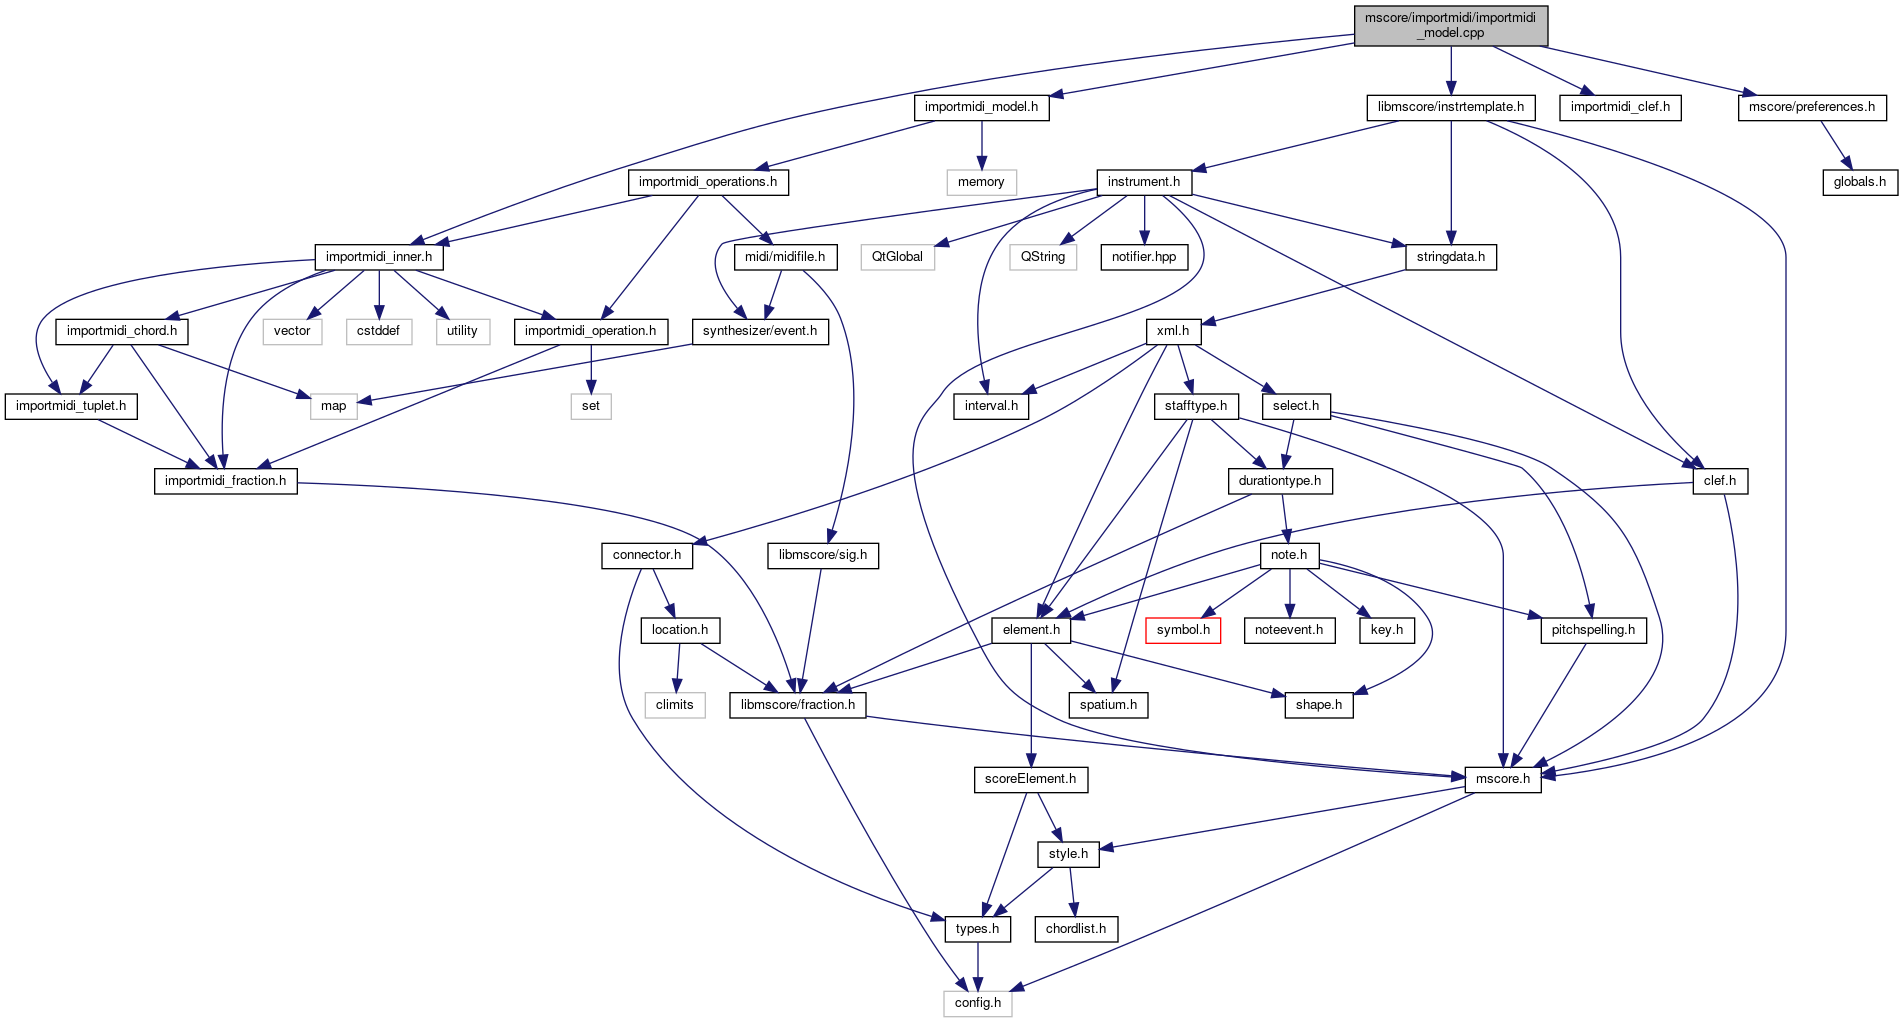 mscore/importmidi/importmidi
_model.cpp
importmidi_model.h
libmscore/instrtemplate.h
importmidi_clef.h
mscore/preferences.h
importmidi_operations.h
memory
instrument.h
globals.h
importmidi_inner.h
midi/midifile.h
QtGlobal
QString
notifier.hpp
stringdata.h
importmidi_chord.h
vector
cstddef
utility
importmidi_operation.h
synthesizer/event.h
xml.h
importmidi_tuplet.h
map
set
interval.h
stafftype.h
select.h
importmidi_fraction.h
durationtype.h
clef.h
connector.h
libmscore/sig.h
note.h
location.h
element.h
symbol.h
noteevent.h
key.h
pitchspelling.h
climits
libmscore/fraction.h
spatium.h
shape.h
scoreElement.h
mscore.h
style.h
types.h
chordlist.h
config.h